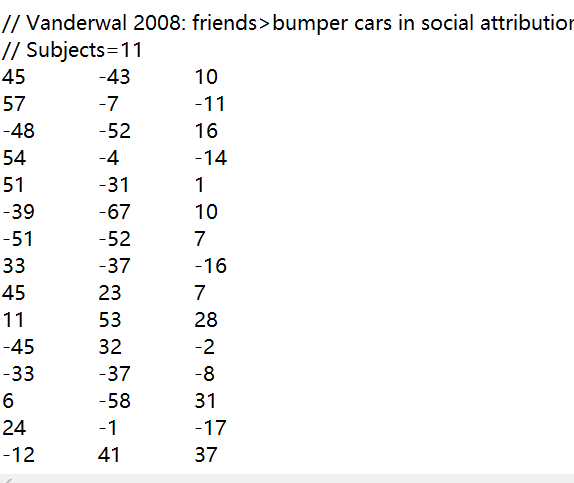 // Vanderwal 2008: friends>bumper cars in social attribution
// Subjects=11
45 -43 10
57 -7 -11
-48 -52 16
54 -4 -14
51 -31 1
-39 -67 10
-51 -52 7
33 -37 -16
45 23 7
11 53 28
-45 32 -2
-33 -37 -8
6 -58 31
24 -1 -17
-12 41 37